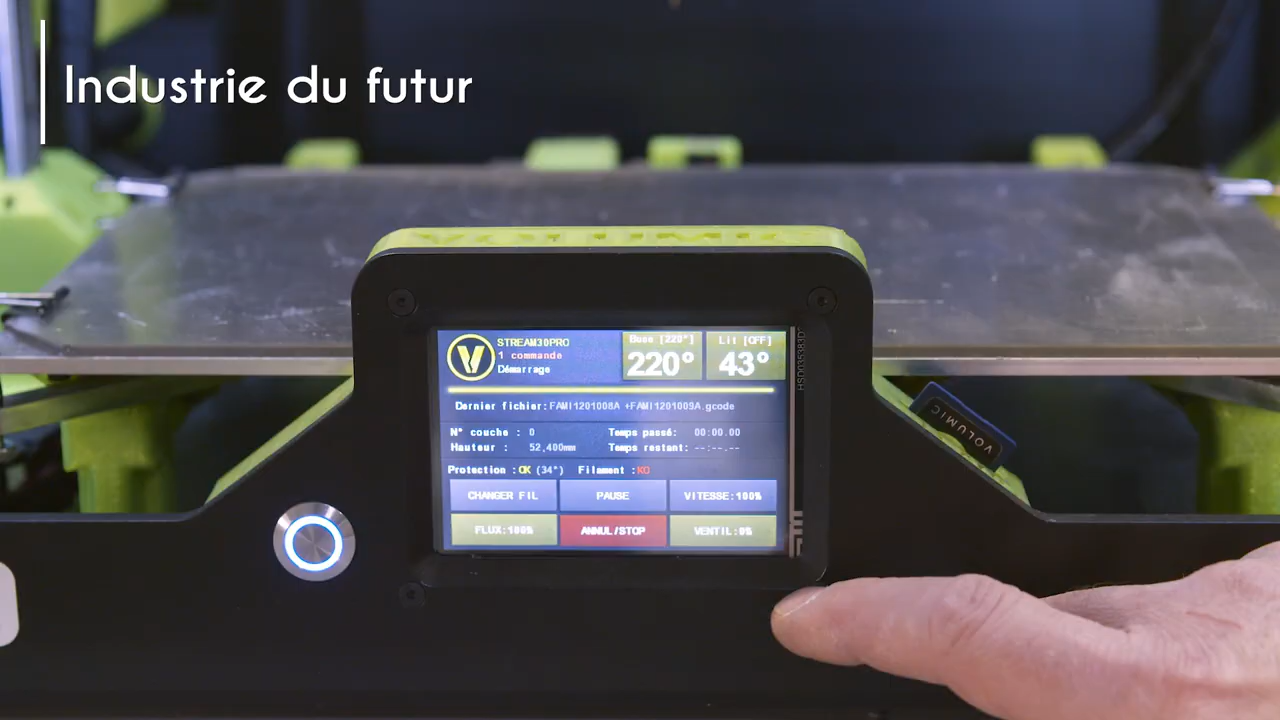 Industrie du futur
VOLUMIC
STREAM30PRO
1 commande
Démarrage
Buse [220°]
220°
Lit [OFF]
43°
Dernier fichier: FAMI1201008A +FAMI1201009A.gcode
N° couche : 0
Temps passé: 00:00.00
Hauteur : 52,400mm
Temps restant: --:--.--
Protection : OK (34°) Filament : KO
CHANGER FIL
PAUSE
VITESSE:100%
FLUX:100%
ANNUL/STOP
VENTIL:0%
VOLUMIC